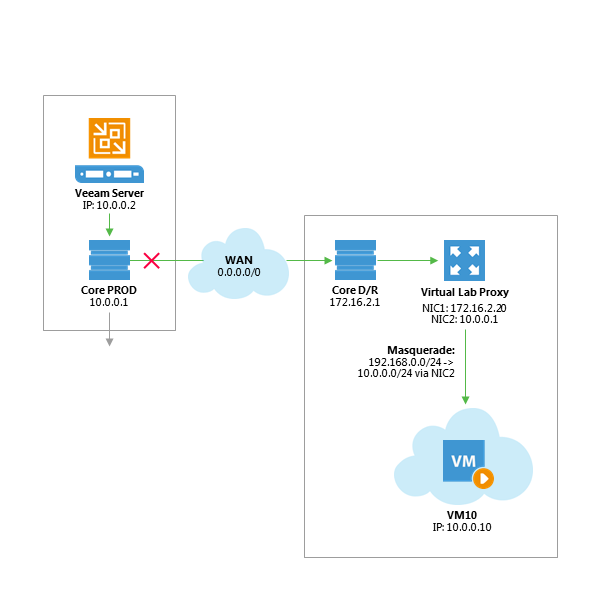 Veeam Server
IP: 10.0.0.2
Core PROD
10.0.0.1
WAN
0.0.0.0/0
Core D/R
172.16.2.1
Virtual Lab Proxy
NIC1: 172.16.2.20
NIC2: 10.0.0.1
Masquerade:
192.168.0.0/24 ->
10.0.0.0/24 via NIC2
VM
VM10
IP: 10.0.0.10